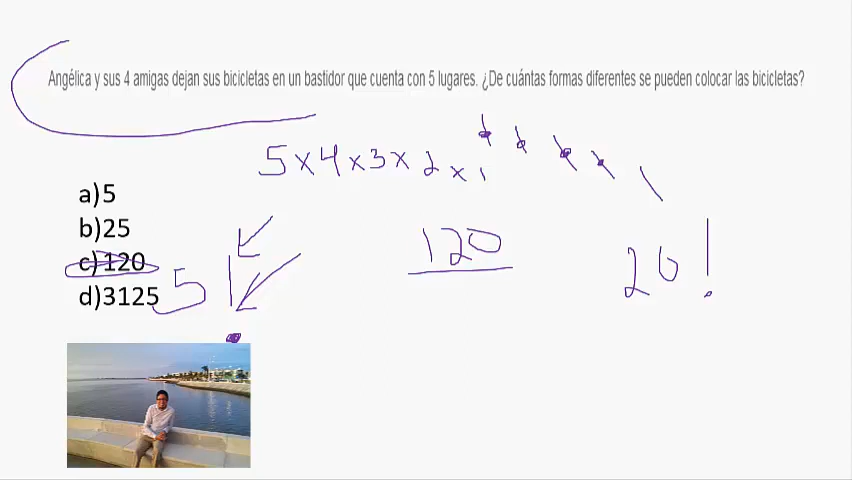 Angélica y sus 4 amigas dejan sus bicicletas en un bastidor que cuenta con 5 lugares. ¿De cuántas formas diferentes se pueden colocar las bicicletas?
5 x 4 x 3 x 2 x 1
a)5
b)25
c)120
d)3125
5!
120
20!